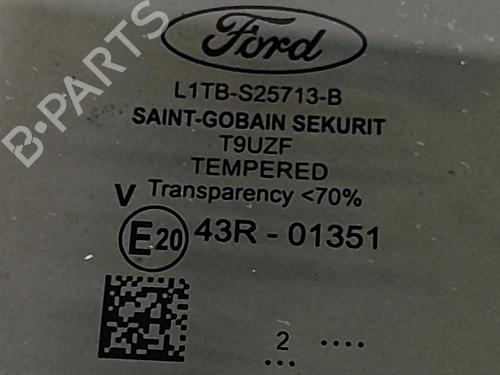 B-PARTS
Ford
L1TB-S25713-B
SAINT-GOBAIN SEKURIT
T9UZF
TEMPERED
V Transparency <70%
E20 43R - 01351
2 ....
... ...